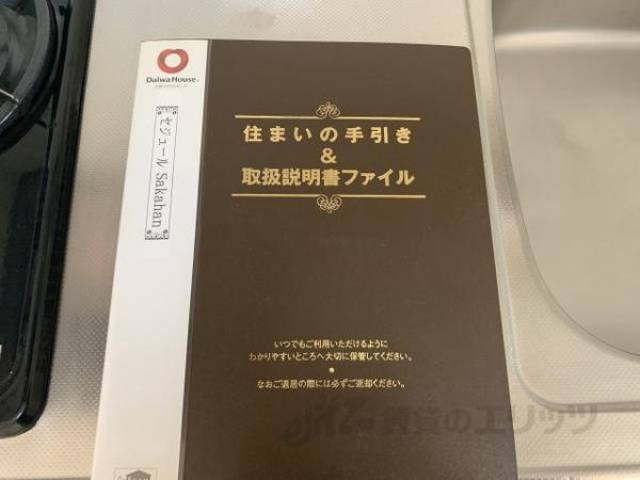 DaiwaHouse
セジュール Sakahan
住まいの手引き
&
取扱説明書ファイル
いつでもご利用いただけるように
わかりやすいところへ大切に保管してください。
なおご退居の際には必ずご返却ください。
賃貸のエリッツ